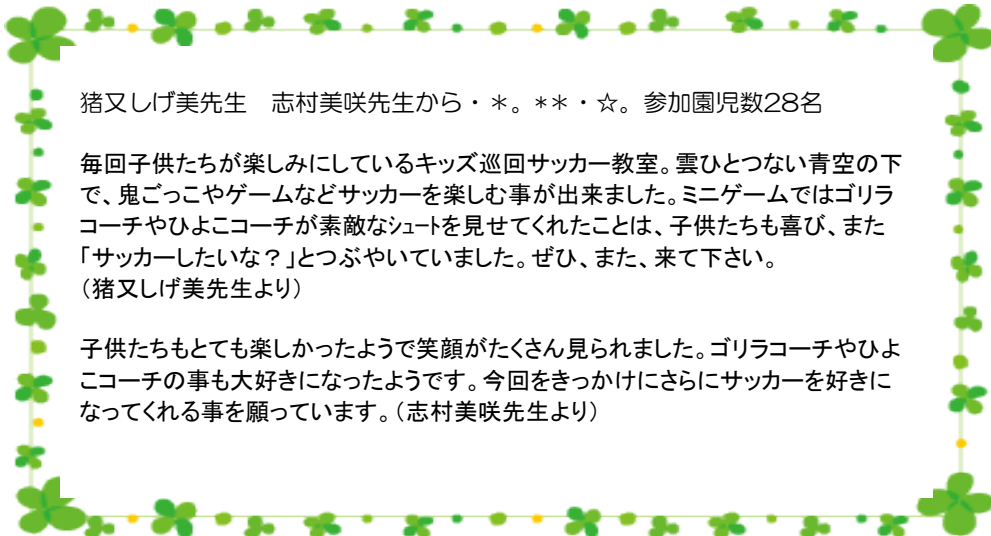 猪又しげ美先生　志村美咲先生から・＊。＊＊・☆。参加園児数28名
毎回子供たちが楽しみにしているキッズ巡回サッカー教室。雲ひとつない青空の下
で、鬼ごっこやゲームなどサッカーを楽しむ事が出来ました。ミニゲームではゴリラ
コーチやひよこコーチが素敵なｼｭｰﾄを見せてくれたことは、子供たちも喜び、また
「サッカーしたいな？」とつぶやいていました。ぜひ、また、来て下さい。
（猪又しげ美先生より）
子供たちもとても楽しかったようで笑顔がたくさん見られました。ゴリラコーチやひよ
こコーチの事も大好きになったようです。今回をきっかけにさらにサッカーを好きに
なってくれる事を願っています。（志村美咲先生より）